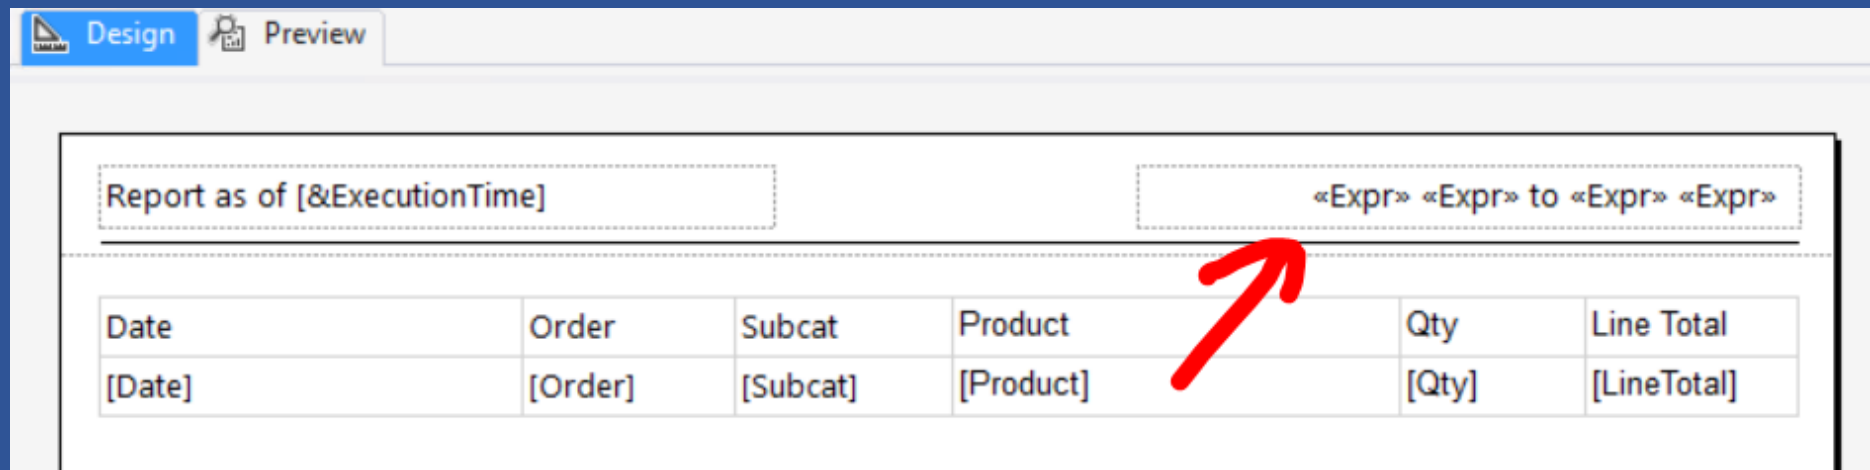 Design Preview
Report as of [&ExecutionTime] «Expr» «Expr» to «Expr» «Expr»
Date Order Subcat Product Qty Line Total
[Date] [Order] [Subcat] [Product] [Qty] [LineTotal]